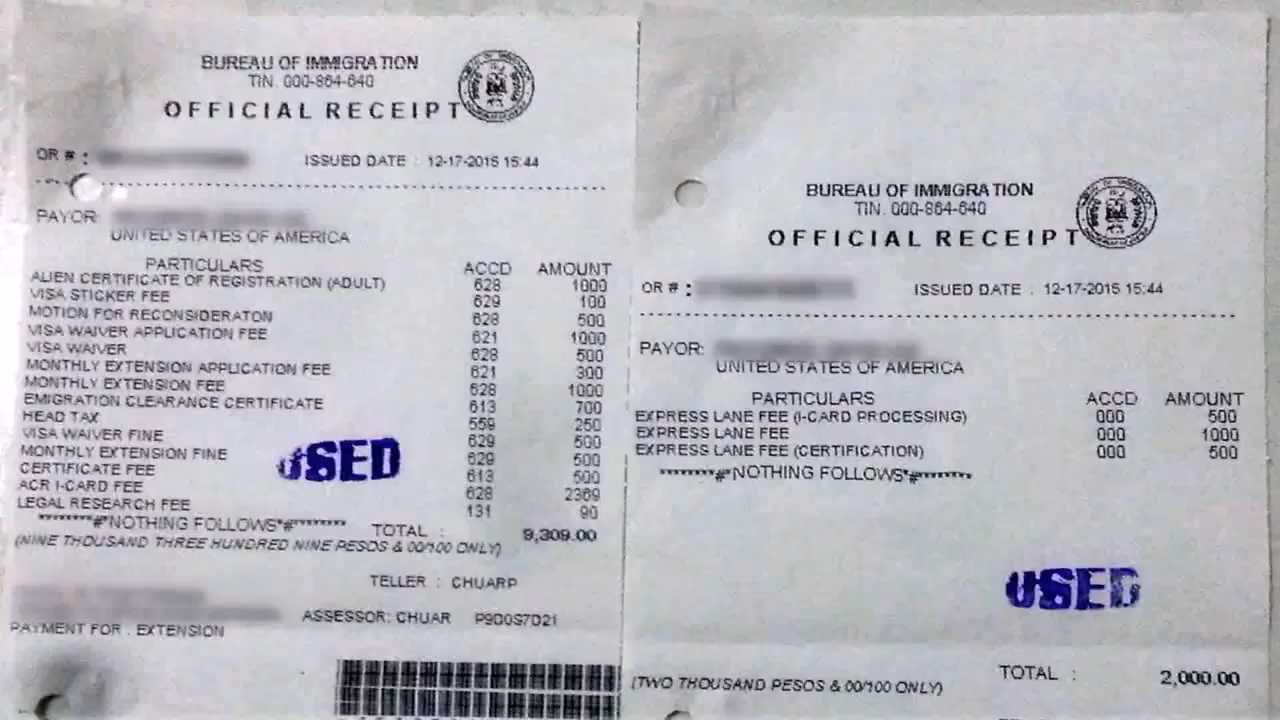 BUREAU OF IMMIGRATION
TIN. 000-864-640
OFFICIAL RECEIPT
OR # :
ISSUED DATE : 12-17-2015 15:44
PAYOR:
UNITED STATES OF AMERICA
PARTICULARS ACCD AMOUNT
ALIEN CERTIFICATE OF REGISTRATION (ADULT) 628 1000
VISA STICKER FEE 629 100
MOTION FOR RECONSIDERATON 628 500
VISA WAIVER APPLICATION FEE 621 1000
VISA WAIVER 628 500
MONTHLY EXTENSION APPLICATION FEE 621 300
MONTHLY EXTENSION FEE 628 1000
EMIGRATION CLEARANCE CERTIFICATE 613 700
HEAD TAX 559 250
VISA WAIVER FINE 629 500
MONTHLY EXTENSION FINE 629 500
CERTIFICATE FEE 613 500
ACR I-CARD FEE 628 2369
LEGAL RESEARCH FEE 131 90
USED
********#*NOTHING FOLLOWS*#********
TOTAL : 9,309.00
(NINE THOUSAND THREE HUNDRED NINE PESOS & 00/100 ONLY)
TELLER : CHUARP
ASSESSOR: CHUAR P9D0S7D21
PAYMENT FOR : EXTENSION
BUREAU OF IMMIGRATION
TIN. 000-864-640
OFFICIAL RECEIPT
OR # :
ISSUED DATE : 12-17-2015 15:44
PAYOR:
UNITED STATES OF AMERICA
PARTICULARS ACCD AMOUNT
EXPRESS LANE FEE (I-CARD PROCESSING) 000 500
EXPRESS LANE FEE 000 1000
EXPRESS LANE FEE (CERTIFICATION) 000 500
********#*NOTHING FOLLOWS*#********
USED
TOTAL : 2,000.00
(TWO THOUSAND PESOS & 00/100 ONLY)